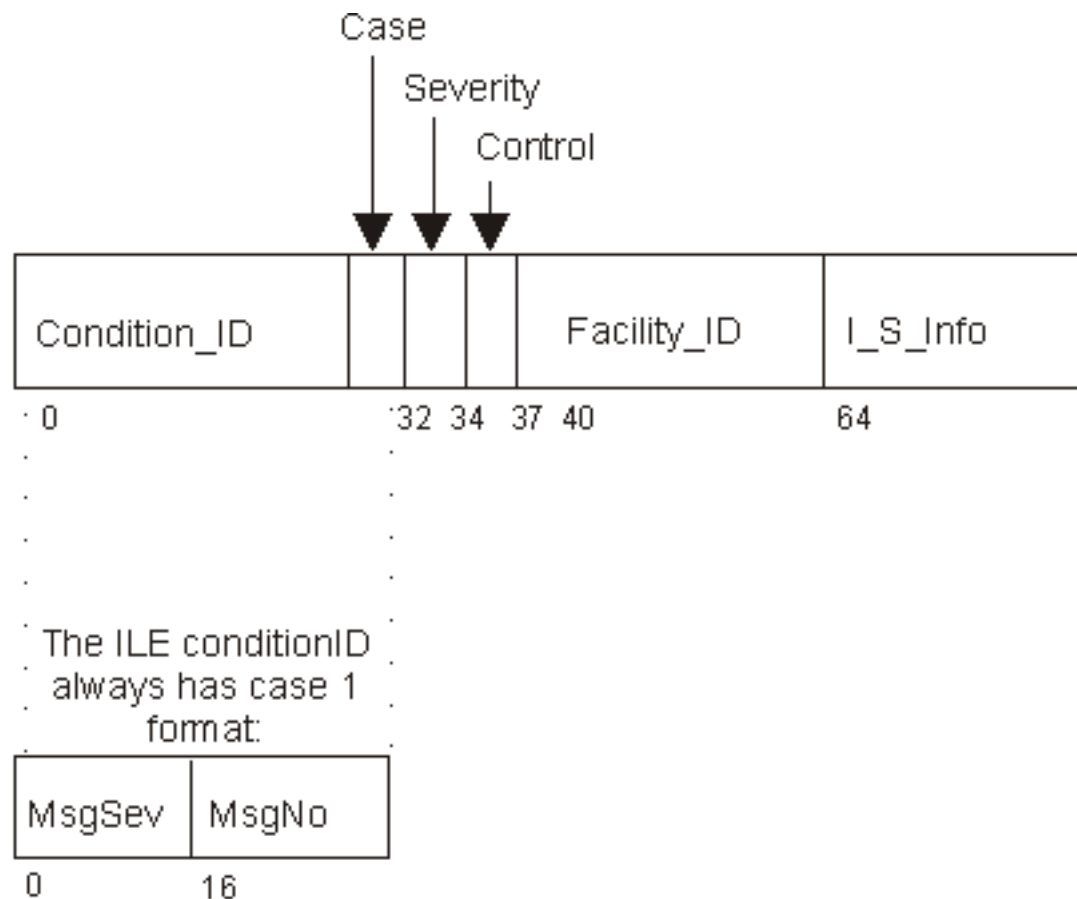 Case
Severity
Control
Condition_ID Facility_ID I_S_Info
0 32 34 37 40 64
The ILE conditionID
always has case 1
format:
MsgSev MsgNo
0 16